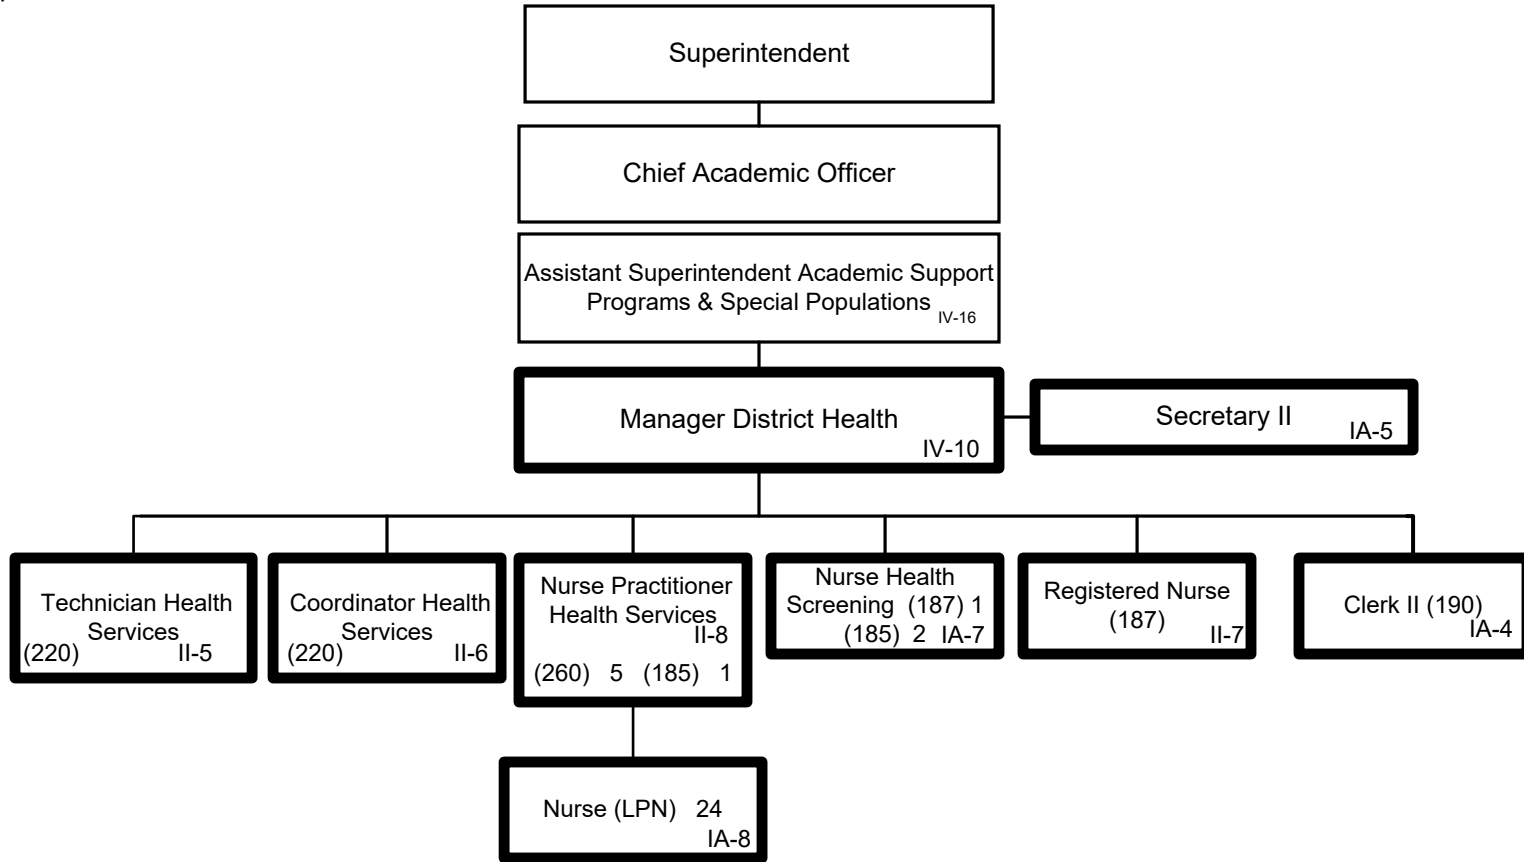 Superintendent
Chief Academic Officer
Assistant Superintendent Academic Support
Programs & Special Populations IV-16
Manager District Health
IV-10
Secretary II
IA-5
Technician Health
Services
(220) II-5
Coordinator Health
Services
(220) II-6
Nurse Practitioner
Health Services
II-8
(260) 5 (185) 1
Nurse Health
Screening (187) 1
(185) 2 IA-7
Registered Nurse
(187)
II-7
Clerk II (190)
IA-4
Nurse (LPN) 24
IA-8